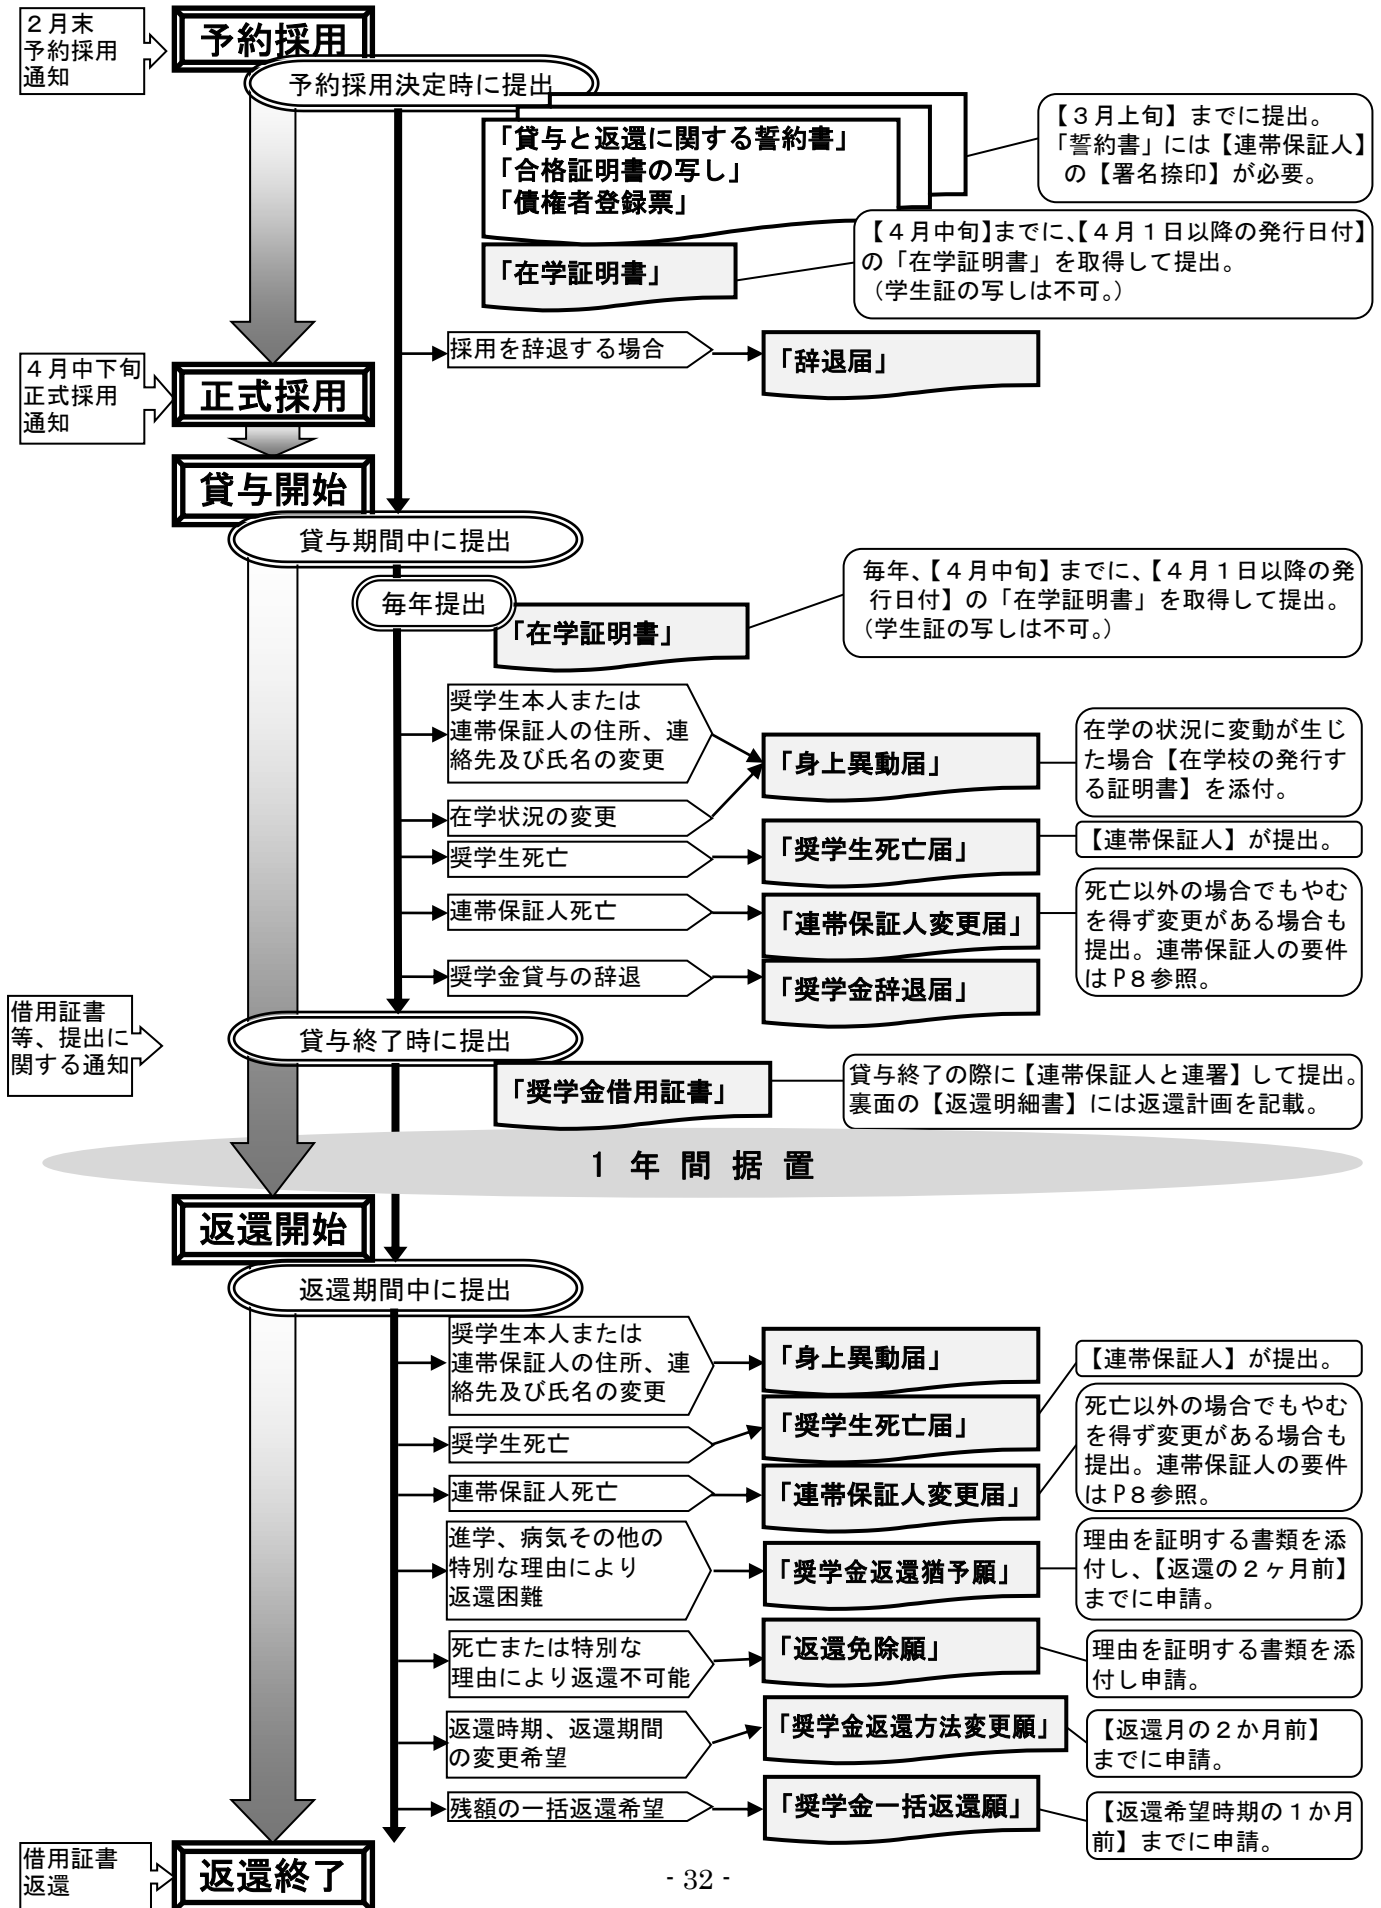 ２月末
予約採用
通知
予約採用
予約採用決定時に提出
「貸与と返還に関する誓約書」
「合格証明書の写し」
「債権者登録票」
【３月上旬】までに提出。
「誓約書」には【連帯保証人】
の【署名捺印】が必要。
「在学証明書」
【４月中旬】までに、【４月１日以降の発行日付】
の「在学証明書」を取得して提出。
（学生証の写しは不可。）
採用を辞退する場合
「辞退届」
４月中下旬
正式採用
通知
正式採用
貸与開始
貸与期間中に提出
毎年提出
「在学証明書」
毎年、【４月中旬】までに、【４月１日以降の発
行日付】の「在学証明書」を取得して提出。
（学生証の写しは不可。）
奨学生本人または
連帯保証人の住所、連
絡先及び氏名の変更
在学状況の変更
「身上異動届」
在学の状況に変動が生じ
た場合【在学校の発行す
る証明書】を添付。
奨学生死亡
「奨学生死亡届」
【連帯保証人】が提出。
連帯保証人死亡
「連帯保証人変更届」
死亡以外の場合でもやむ
を得ず変更がある場合も
提出。連帯保証人の要件
はＰ８参照。
奨学金貸与の辞退
「奨学金辞退届」
借用証書
等、提出に
関する通知
貸与終了時に提出
「奨学金借用証書」
貸与終了の際に【連帯保証人と連署】して提出。
裏面の【返還明細書】には返還計画を記載。
１年間据置
返還開始
返還期間中に提出
奨学生本人または
連帯保証人の住所、連
絡先及び氏名の変更
「身上異動届」
奨学生死亡
「奨学生死亡届」
【連帯保証人】が提出。
連帯保証人死亡
「連帯保証人変更届」
死亡以外の場合でもやむ
を得ず変更がある場合も
提出。連帯保証人の要件
はＰ８参照。
進学、病気その他の
特別な理由により
返還困難
「奨学金返還猶予願」
理由を証明する書類を添
付し、【返還の２ヶ月前】
までに申請。
死亡または特別な
理由により返還不可能
「返還免除願」
理由を証明する書類を添
付し申請。
返還時期、返還期間
の変更希望
「奨学金返還方法変更願」
【返還月の２か月前】
までに申請。
残額の一括返還希望
「奨学金一括返還願」
【返還希望時期の１か月
前】までに申請。
借用証書
返還
返還終了
- 32 -